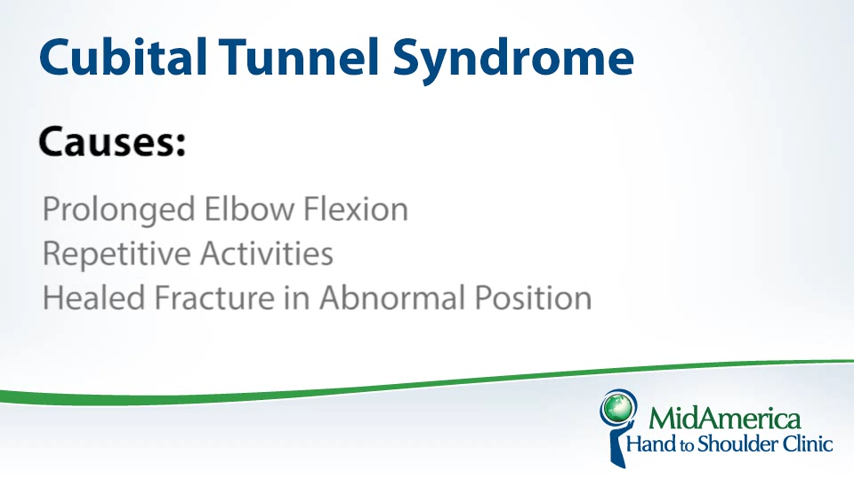 Cubital Tunnel Syndrome
Causes:
Prolonged Elbow Flexion
Repetitive Activities
Healed Fracture in Abnormal Position
MidAmerica
Hand to Shoulder Clinic